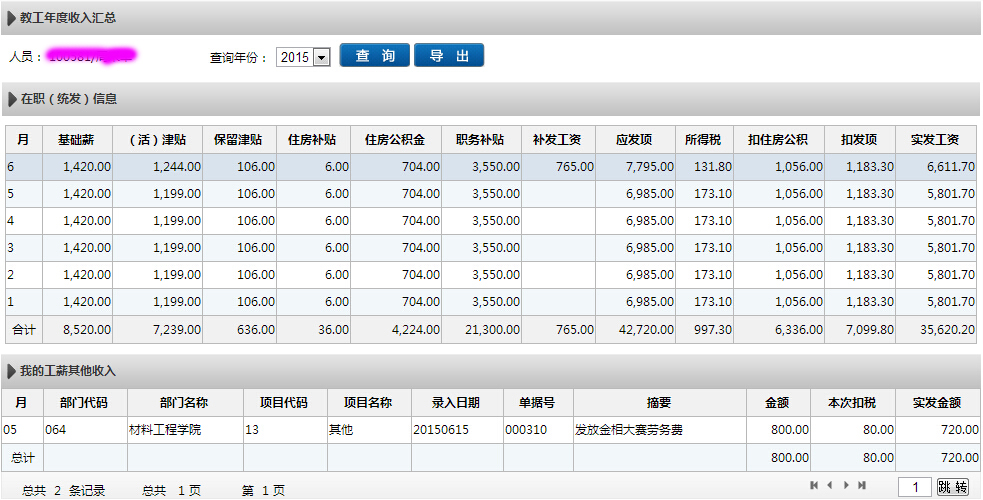 教工年度收入汇总
人员： 查询年份： 2015 查 询 导 出
在职（统发）信息
月 基础薪 （活）津贴 保留津贴 住房补贴 住房公积金 职务补贴 补发工资 应发项 所得税 扣住房公积 扣发项 实发工资
6 1,420.00 1,244.00 106.00 6.00 704.00 3,550.00 765.00 7,795.00 131.80 1,056.00 1,183.30 6,611.70
5 1,420.00 1,199.00 106.00 6.00 704.00 3,550.00 6,985.00 173.10 1,056.00 1,183.30 5,801.70
4 1,420.00 1,199.00 106.00 6.00 704.00 3,550.00 6,985.00 173.10 1,056.00 1,183.30 5,801.70
3 1,420.00 1,199.00 106.00 6.00 704.00 3,550.00 6,985.00 173.10 1,056.00 1,183.30 5,801.70
2 1,420.00 1,199.00 106.00 6.00 704.00 3,550.00 6,985.00 173.10 1,056.00 1,183.30 5,801.70
1 1,420.00 1,199.00 106.00 6.00 704.00 3,550.00 6,985.00 173.10 1,056.00 1,183.30 5,801.70
合计 8,520.00 7,239.00 636.00 36.00 4,224.00 21,300.00 765.00 42,720.00 997.30 6,336.00 7,099.80 35,620.20
我的工薪其他收入
月 部门代码 部门名称 项目代码 项目名称 录入日期 单据号 摘要 金额 本次扣税 实发金额
05 064 材料工程学院 13 其他 20150615 000310 发放金相大赛劳务费 800.00 80.00 720.00
总计 800.00 80.00 720.00
总共 2 条记录 总共 1 页 第 1 页 1 跳 转